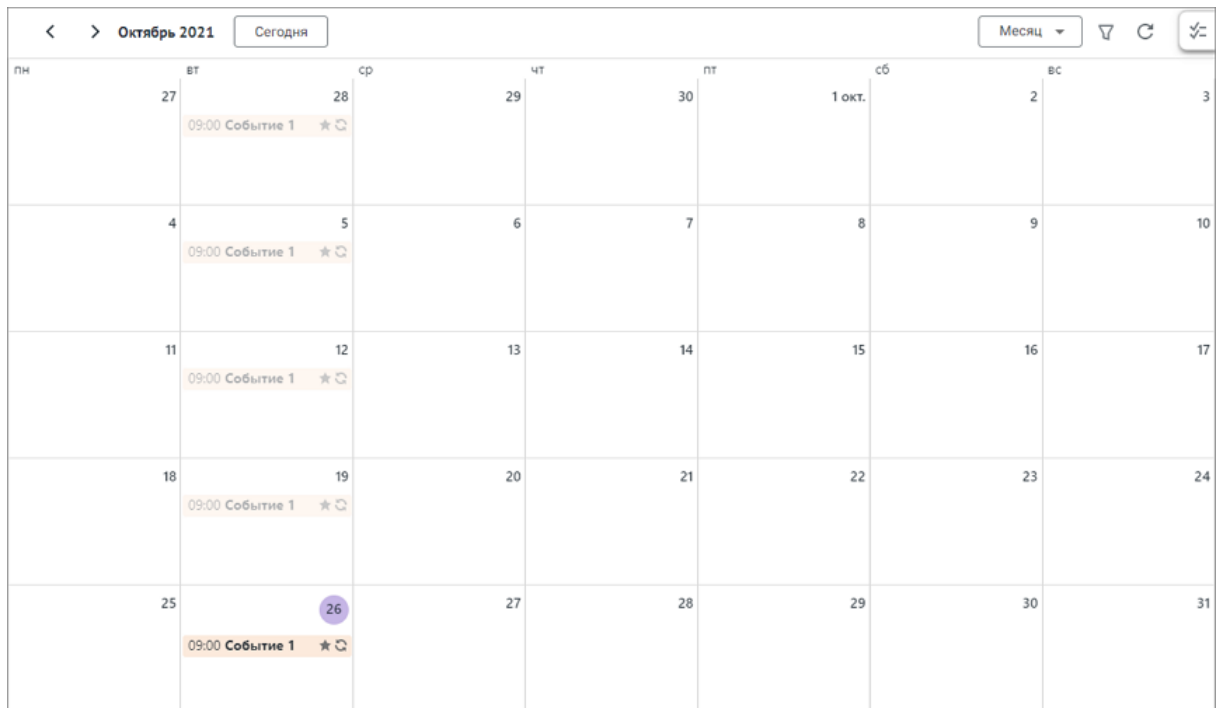 Октябрь 2021 Сегодня Месяц
пн вт ср чт пт сб вс
27 28 29 30 1 окт. 2 3
09:00 Событие 1
4 5 6 7 8 9 10
09:00 Событие 1
11 12 13 14 15 16 17
09:00 Событие 1
18 19 20 21 22 23 24
09:00 Событие 1
25 26 27 28 29 30 31
09:00 Событие 1